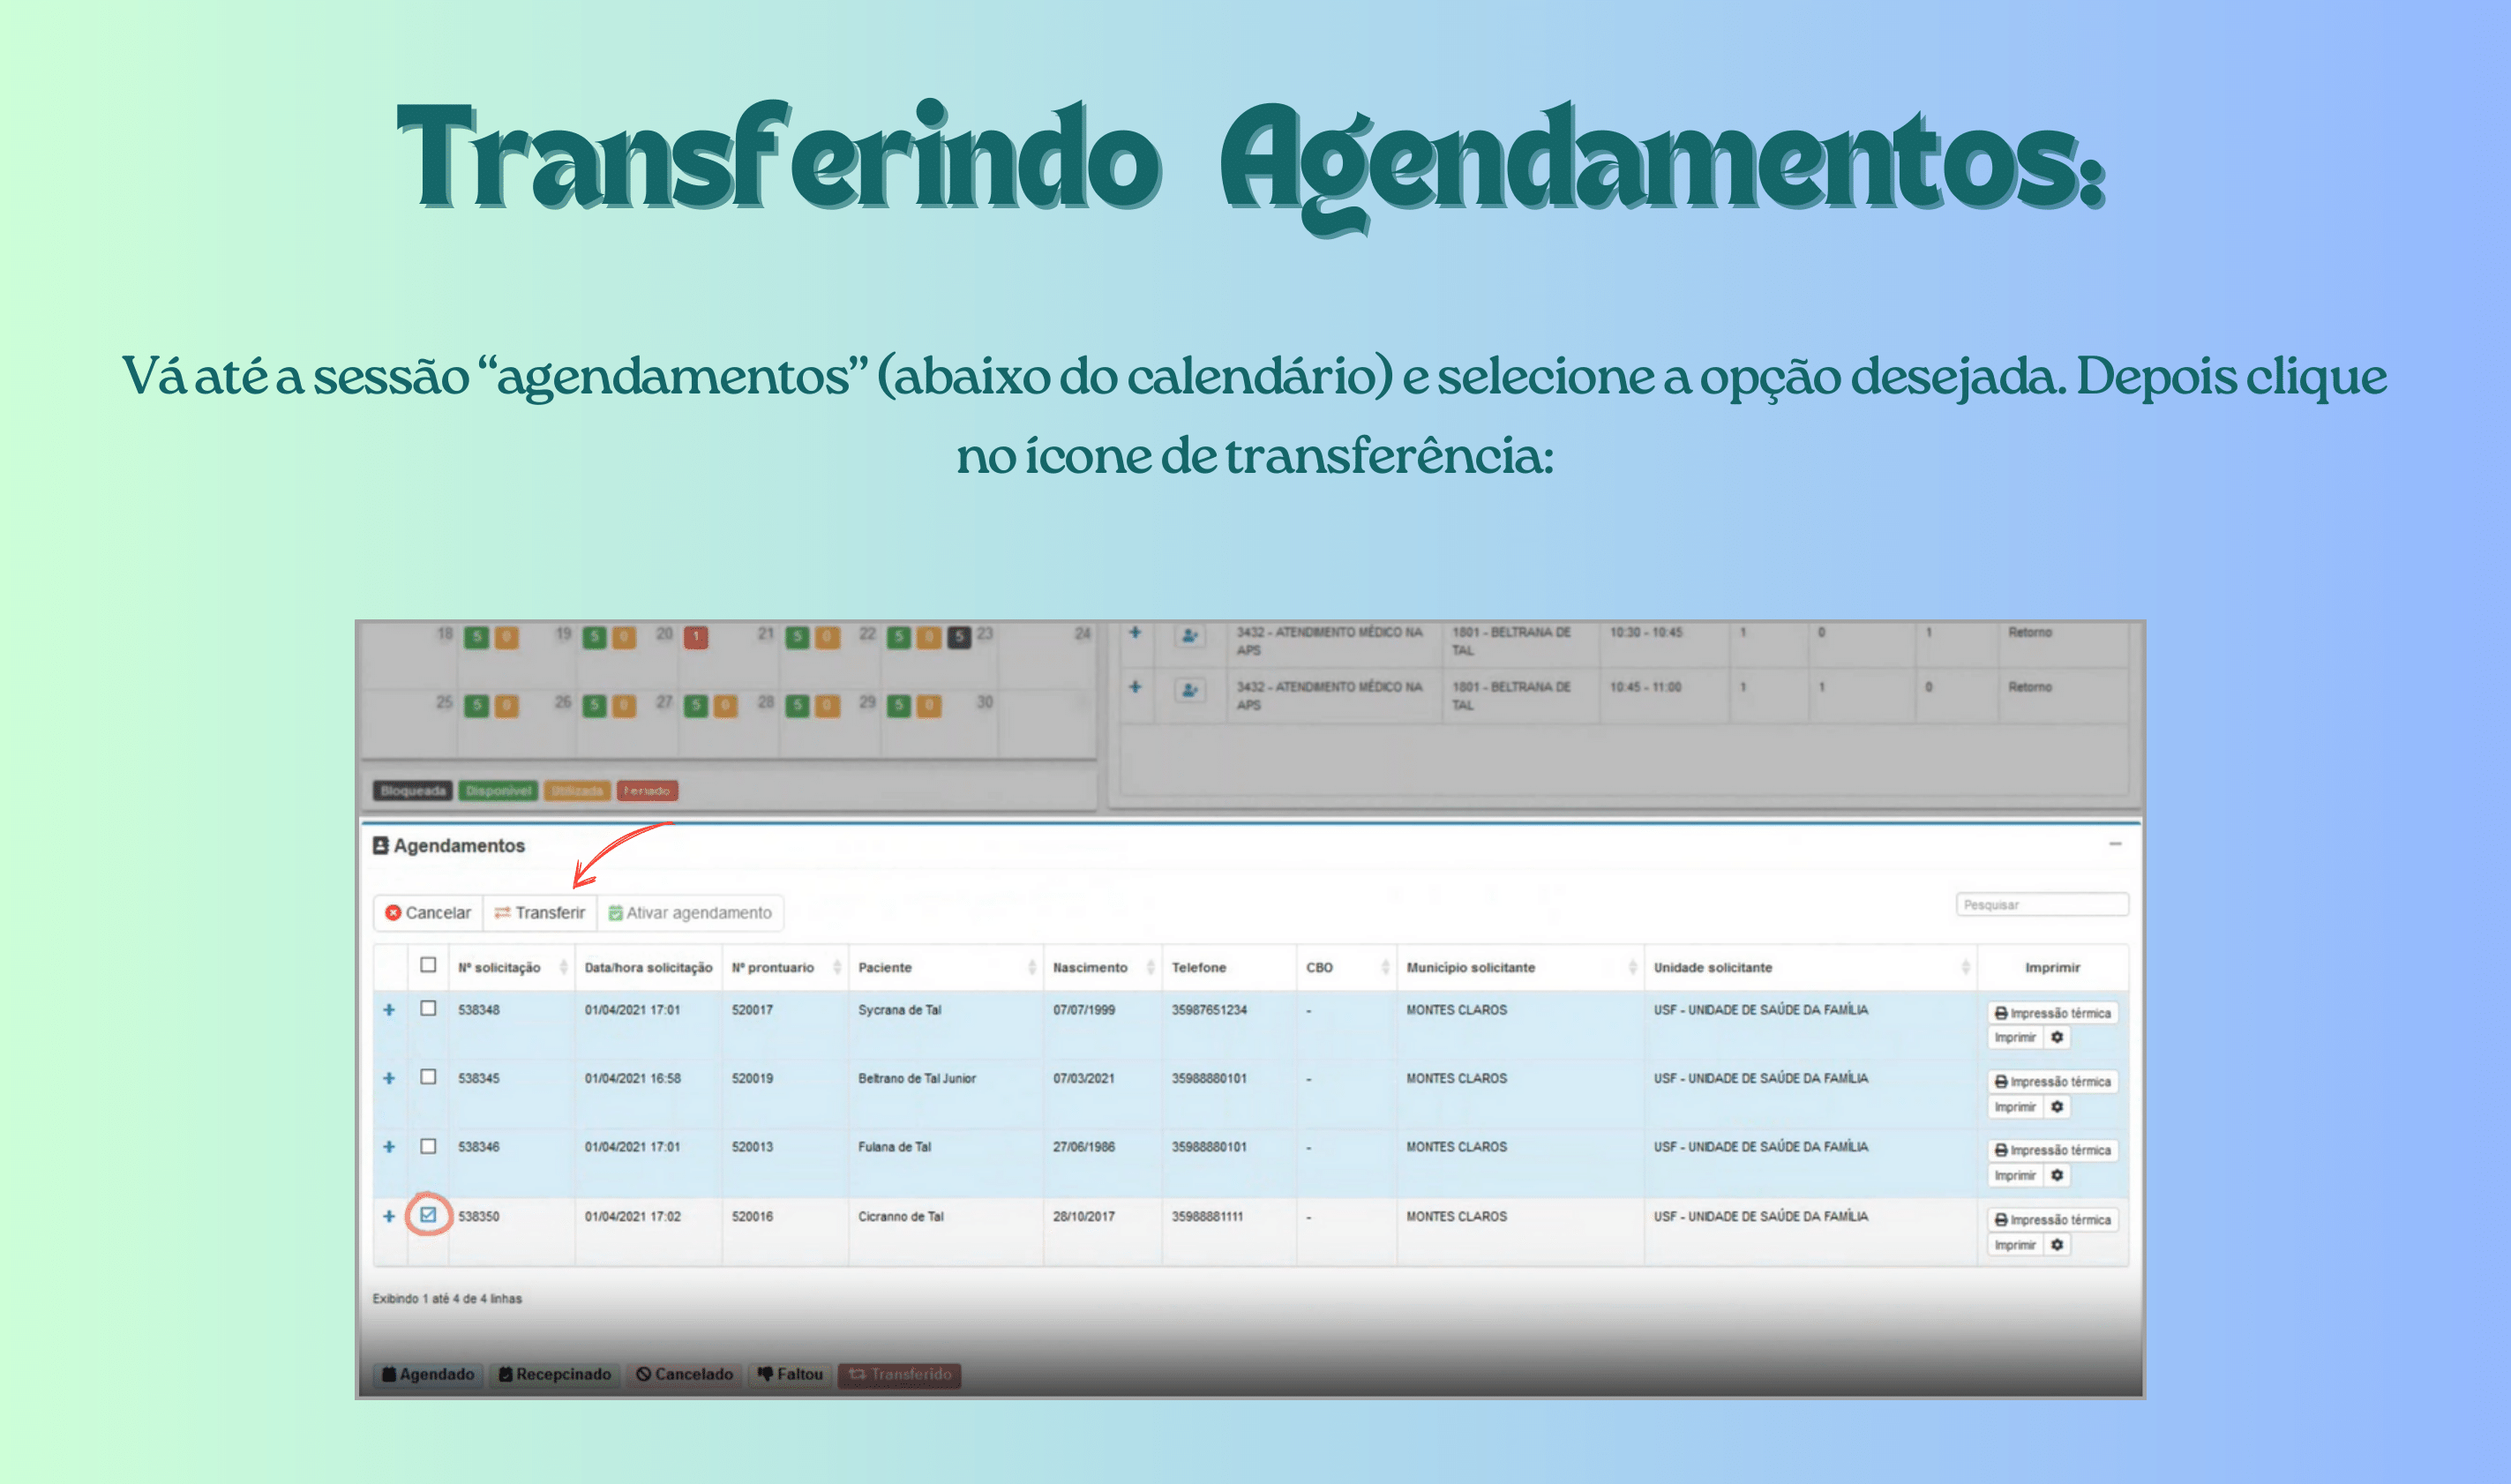 Transferindo Agendamentos:
Vá até a sessão “agendamentos” (abaixo do calendário) e selecione a opção desejada. Depois clique
no ícone de transferência:
18 5 0 19 5 0 20 1 21 5 0 22 5 0 5 23 24
25 5 0 26 5 0 27 5 0 28 5 0 29 5 0 30
Bloqueada Disponível Utilizada Feriado
+ 3432 - ATENDIMENTO MÉDICO NA APS 1801 - BELTRANA DE TAL 10:30 - 10:45 1 0 1 Retorno
+ 3432 - ATENDIMENTO MÉDICO NA APS 1801 - BELTRANA DE TAL 10:45 - 11:00 1 1 0 Retorno
Agendamentos
Cancelar Transferir Ativar agendamento Pesquisar
Nº solicitação Data/hora solicitação Nº prontuario Paciente Nascimento Telefone CBO Município solicitante Unidade solicitante Imprimir
+ 538348 01/04/2021 17:01 520017 Sycrana de Tal 07/07/1999 35987651234 - MONTES CLAROS USF - UNIDADE DE SAÚDE DA FAMÍLIA Impressão térmica
Imprimir
+ 538345 01/04/2021 16:58 520019 Beltrano de Tal Junior 07/03/2021 35988880101 - MONTES CLAROS USF - UNIDADE DE SAÚDE DA FAMÍLIA Impressão térmica
Imprimir
+ 538346 01/04/2021 17:01 520013 Fulana de Tal 27/06/1986 35988880101 - MONTES CLAROS USF - UNIDADE DE SAÚDE DA FAMÍLIA Impressão térmica
Imprimir
+ 538350 01/04/2021 17:02 520016 Cicranno de Tal 28/10/2017 35988881111 - MONTES CLAROS USF - UNIDADE DE SAÚDE DA FAMÍLIA Impressão térmica
Imprimir
Exibindo 1 até 4 de 4 linhas
Agendado Recepcinado Cancelado Faltou Transferido